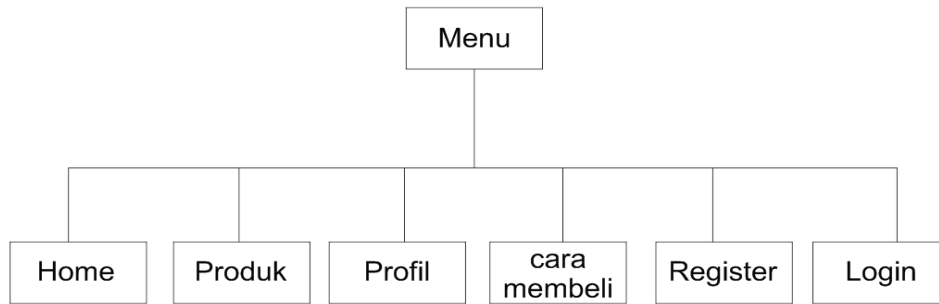 Menu
Home
Produk
Profil
cara
membeli
Register
Login